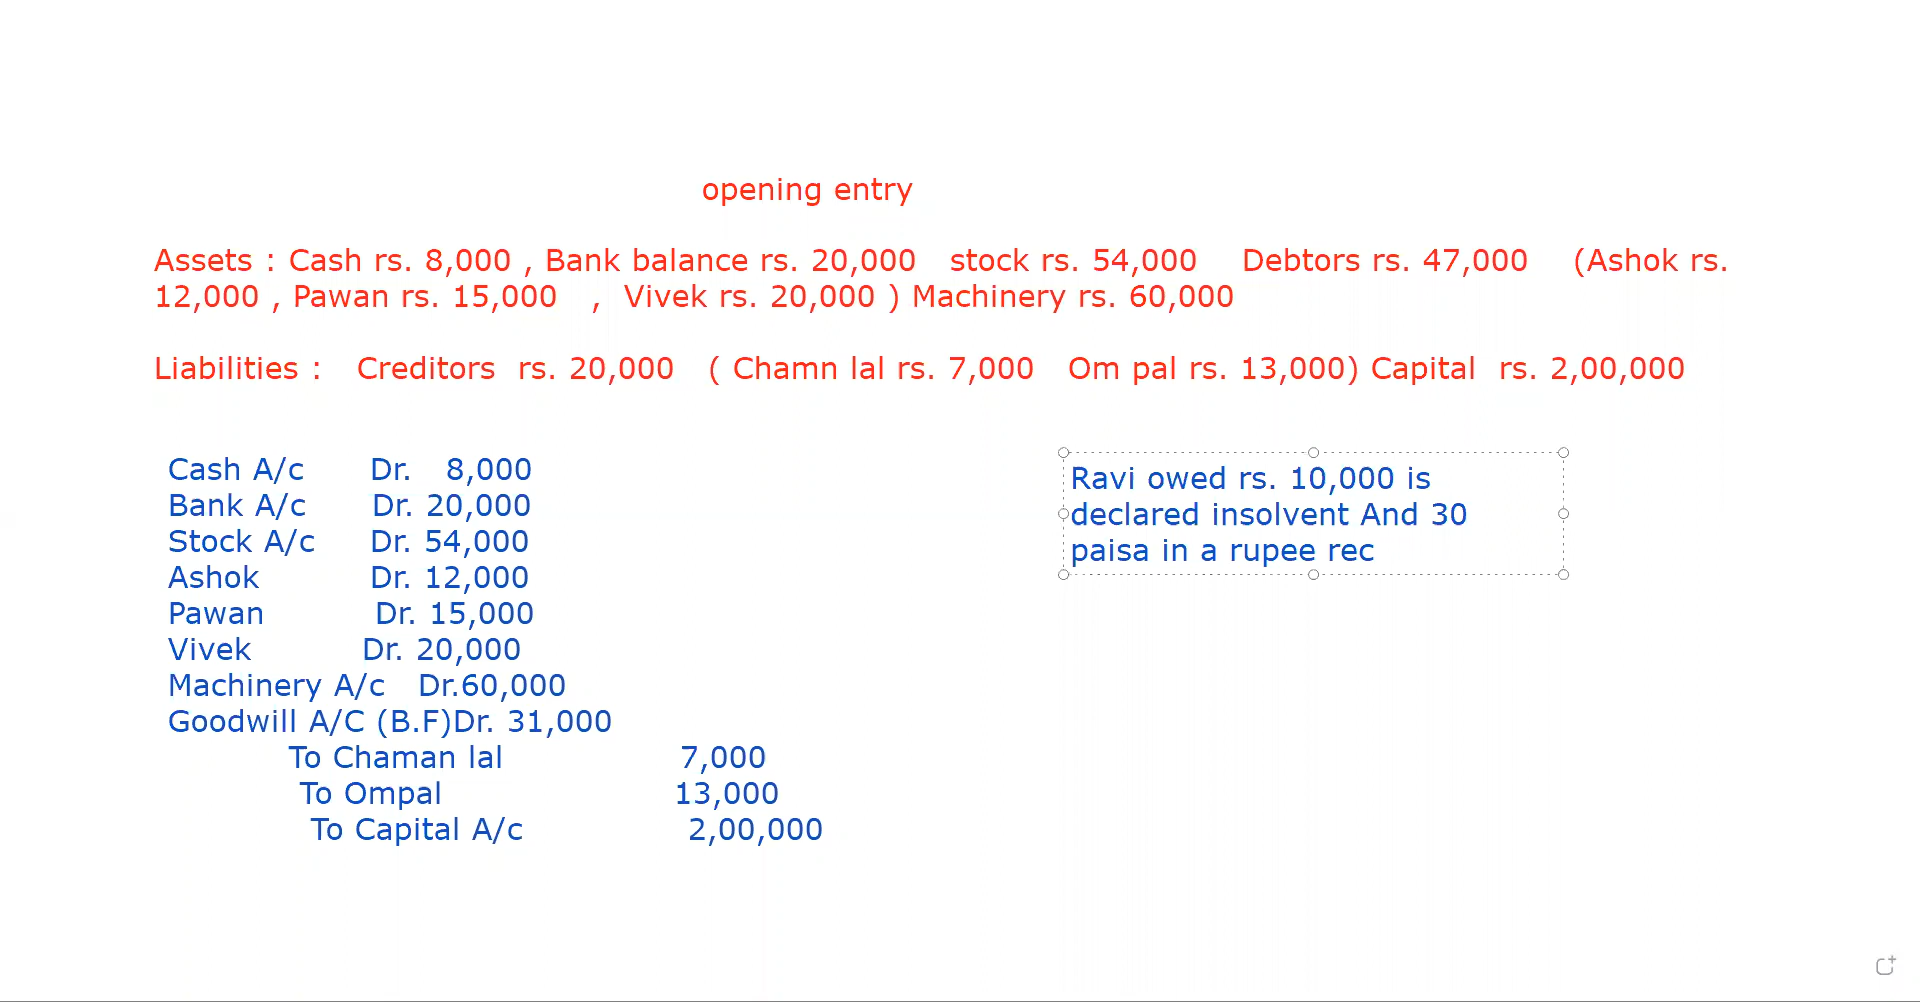 opening entry
Assets : Cash rs. 8,000 , Bank balance rs. 20,000 stock rs. 54,000 Debtors rs. 47,000 (Ashok rs.
12,000 , Pawan rs. 15,000 , Vivek rs. 20,000 ) Machinery rs. 60,000
Liabilities : Creditors rs. 20,000 ( Chamn lal rs. 7,000 Om pal rs. 13,000) Capital rs. 2,00,000
Cash A/c Dr. 8,000
Bank A/c Dr. 20,000
Stock A/c Dr. 54,000
Ashok Dr. 12,000
Pawan Dr. 15,000
Vivek Dr. 20,000
Machinery A/c Dr.60,000
Goodwill A/C (B.F)Dr. 31,000
To Chaman lal 7,000
To Ompal 13,000
To Capital A/c 2,00,000
Ravi owed rs. 10,000 is
declared insolvent And 30
paisa in a rupee rec